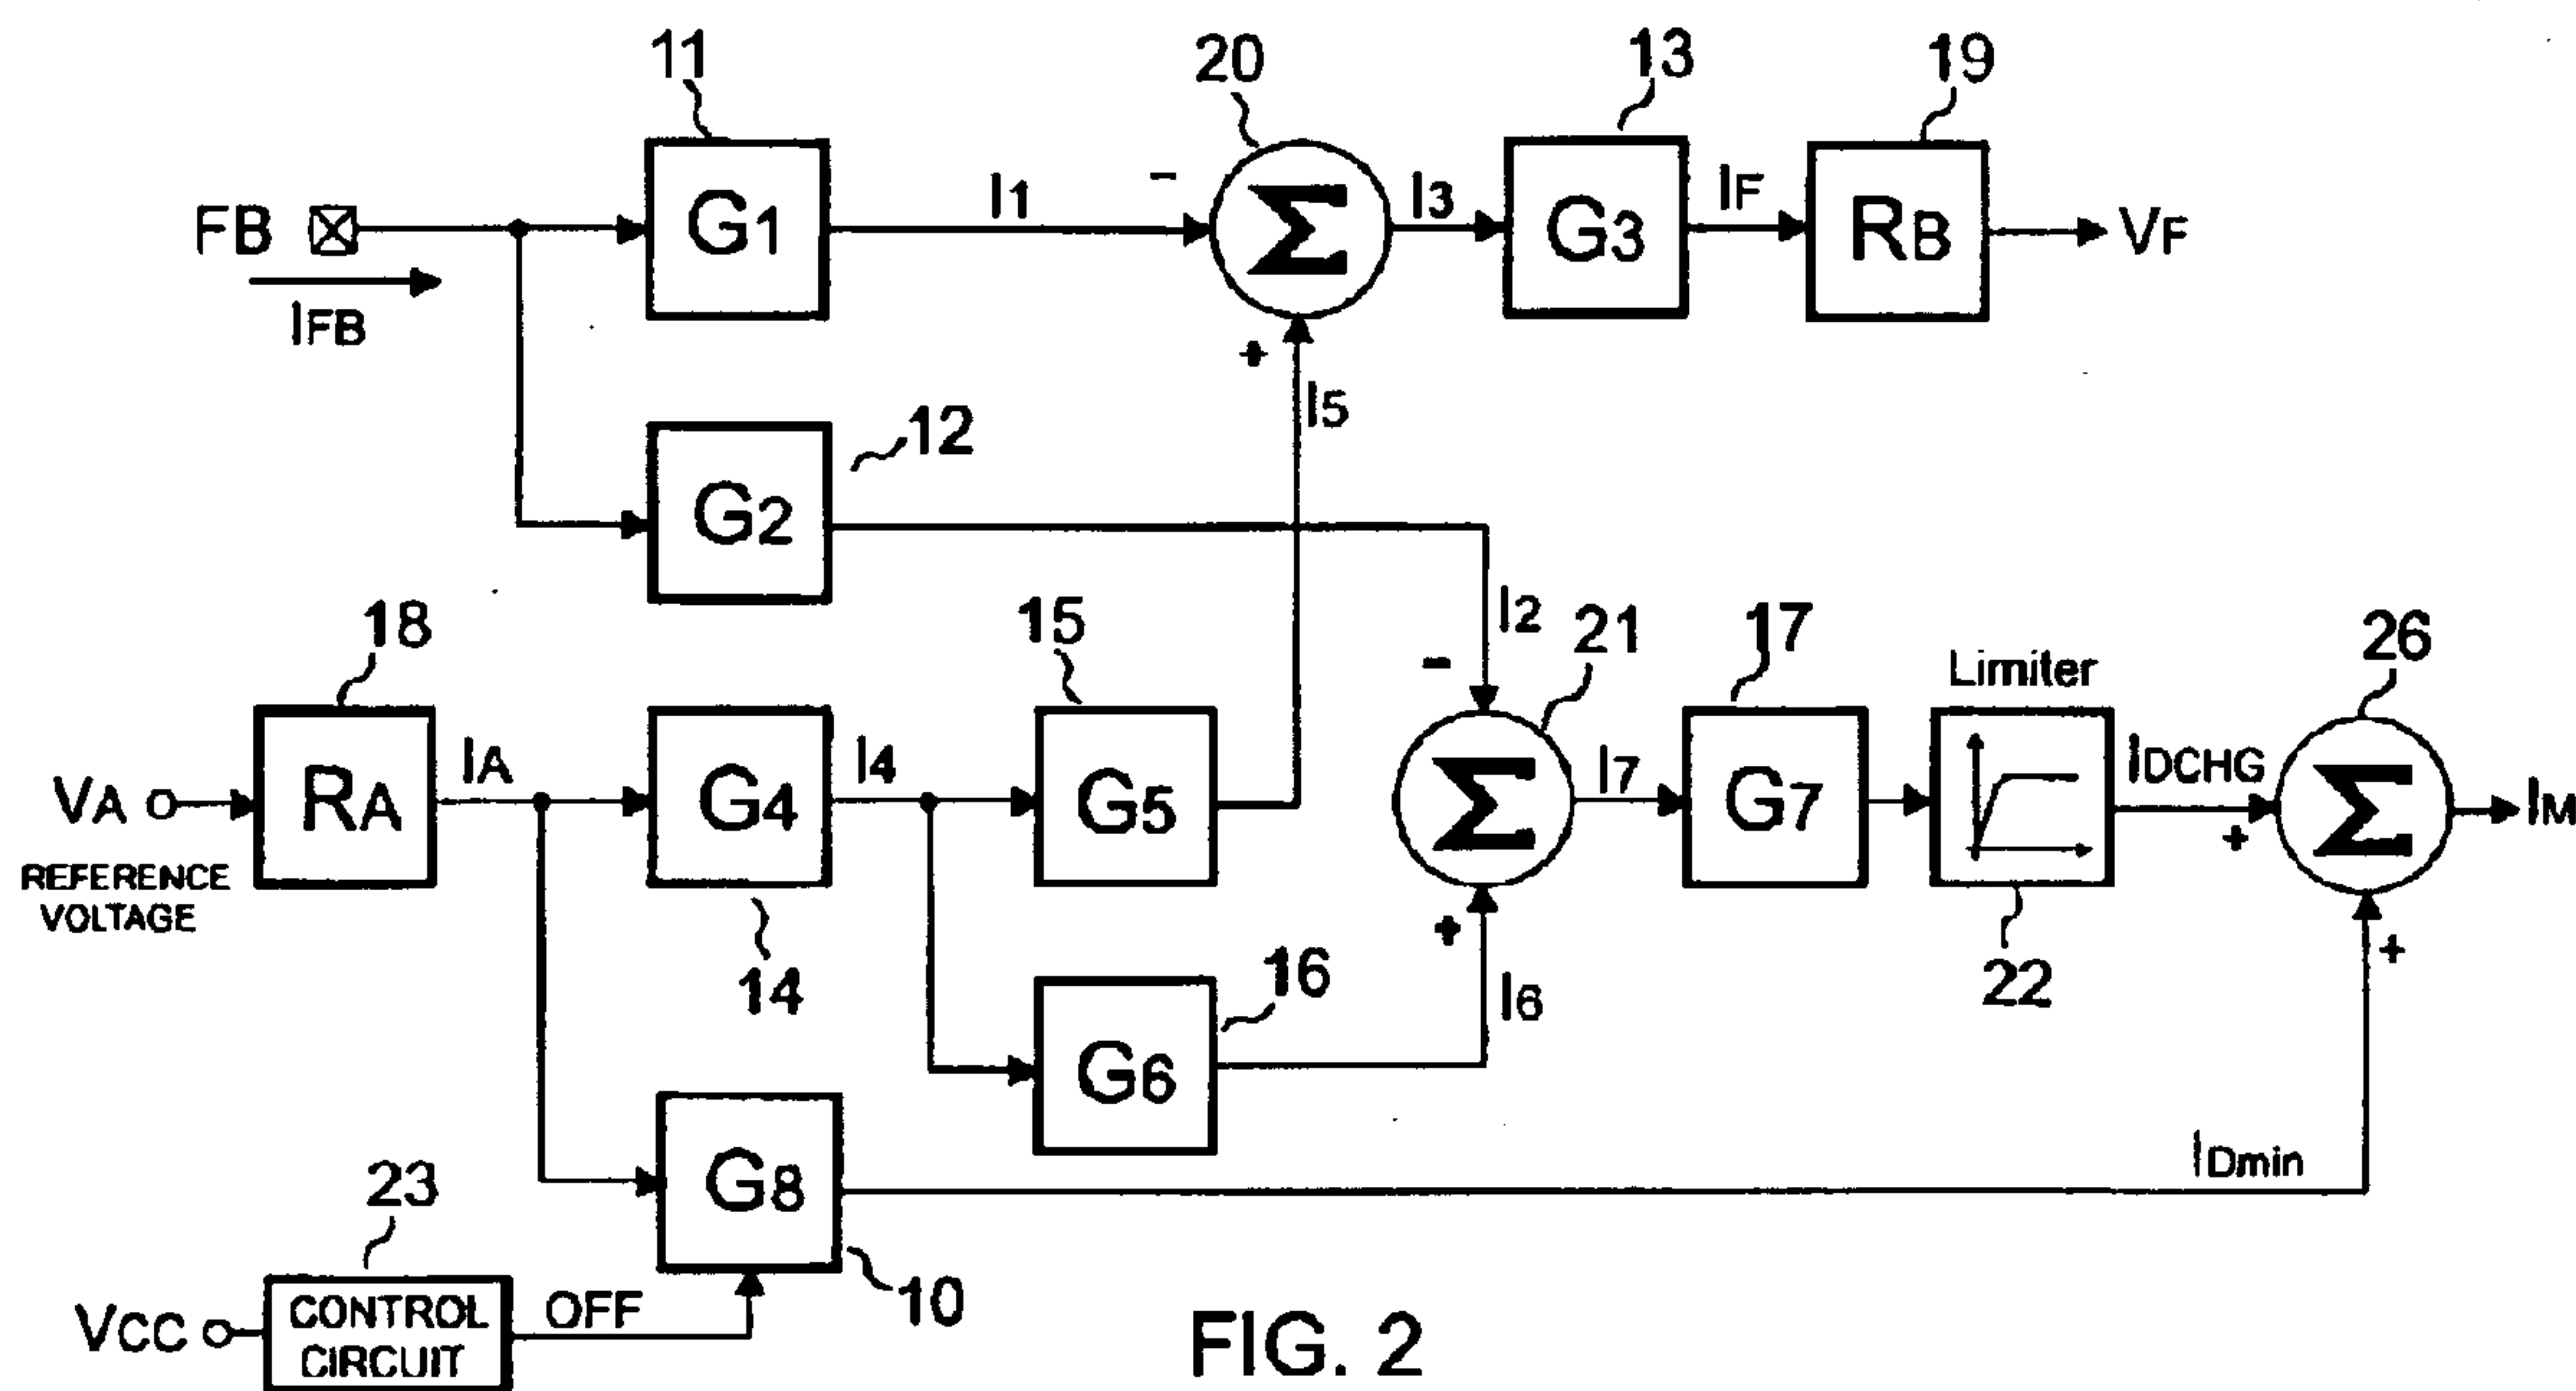 11
20
13
19
FB
IFB
G1
I1
-
Σ
I3
G3
IF
RB
VF
+
I5
12
G2
18
15
I2
21
17
Limiter
26
-
VA
REFERENCE
VOLTAGE
RA
IA
G4
I4
G5
Σ
I7
G7
IDCHG
+
Σ
IM
14
16
+
I6
22
+
G6
23
G8
IDmin
VCC
CONTROL
CIRCUIT
OFF
10
FIG. 2